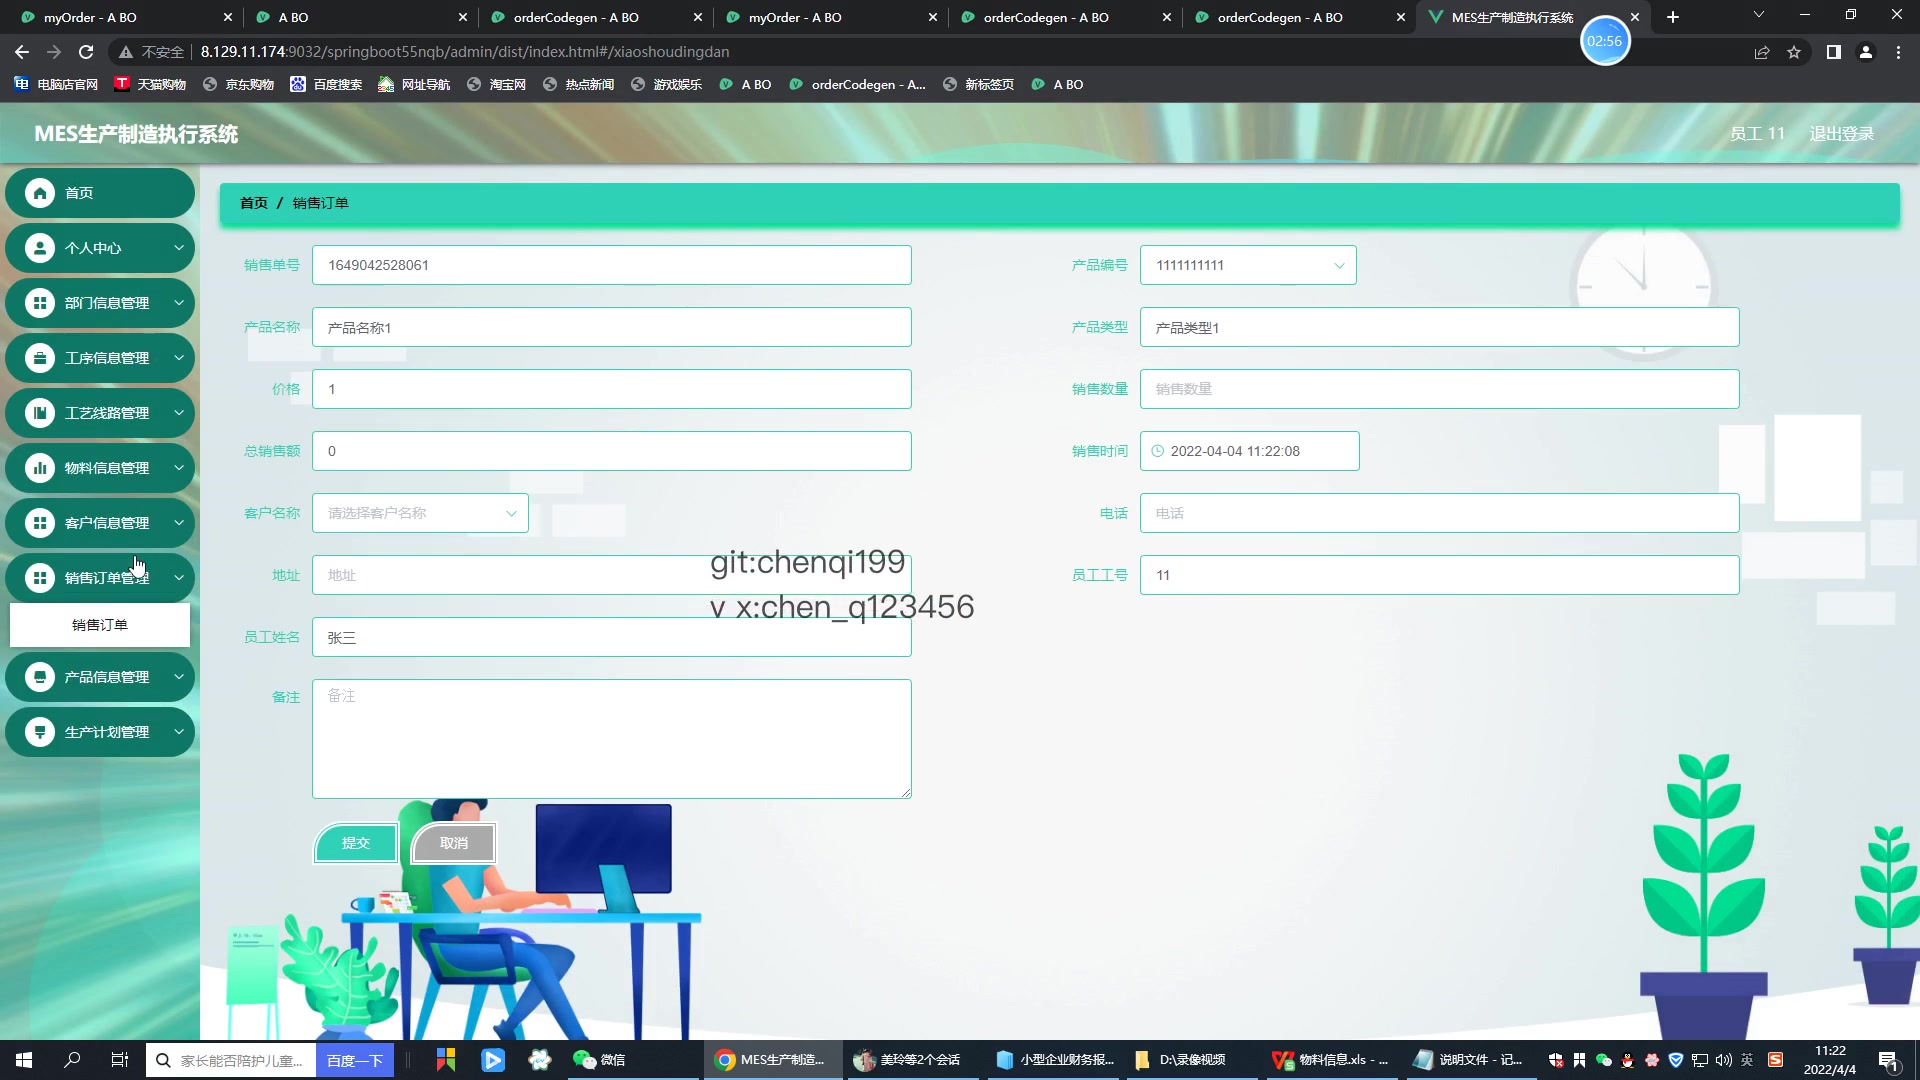 myOrder - A BO
A BO
orderCodegen - A BO
myOrder - A BO
orderCodegen - A BO
orderCodegen - A BO
MES生产制造执行系统
02:56
不安全
8.129.11.174:9032/springboot55nqb/admin/dist/index.html#/xiaoshoudingdan
电脑店官网
天猫购物
京东购物
百度搜索
网址导航
淘宝网
热点新闻
游戏娱乐
A BO
orderCodegen - A...
新标签页
A BO
MES生产制造执行系统
员工 11
退出登录
首页
个人中心
部门信息管理
工序信息管理
工艺线路管理
物料信息管理
客户信息管理
销售订单管理
销售订单
产品信息管理
生产计划管理
首页 / 销售订单
销售单号 1649042528061
产品编号 1111111111
产品名称 产品名称1
产品类型 产品类型1
价格 1
销售数量 销售数量
总销售额 0
销售时间 2022-04-04 11:22:08
客户名称 请选择客户名称
电话 电话
地址 地址
员工工号 11
git:chenqi199
v x:chen_q123456
员工姓名 张三
备注 备注
提交
取消
家长能否陪护儿童...
百度一下
微信
MES生产制造...
美玲等2个会话
小型企业财务报...
D:\录像视频
物料信息.xls - ...
说明文件 - 记...
英
11:22
2022/4/4
1